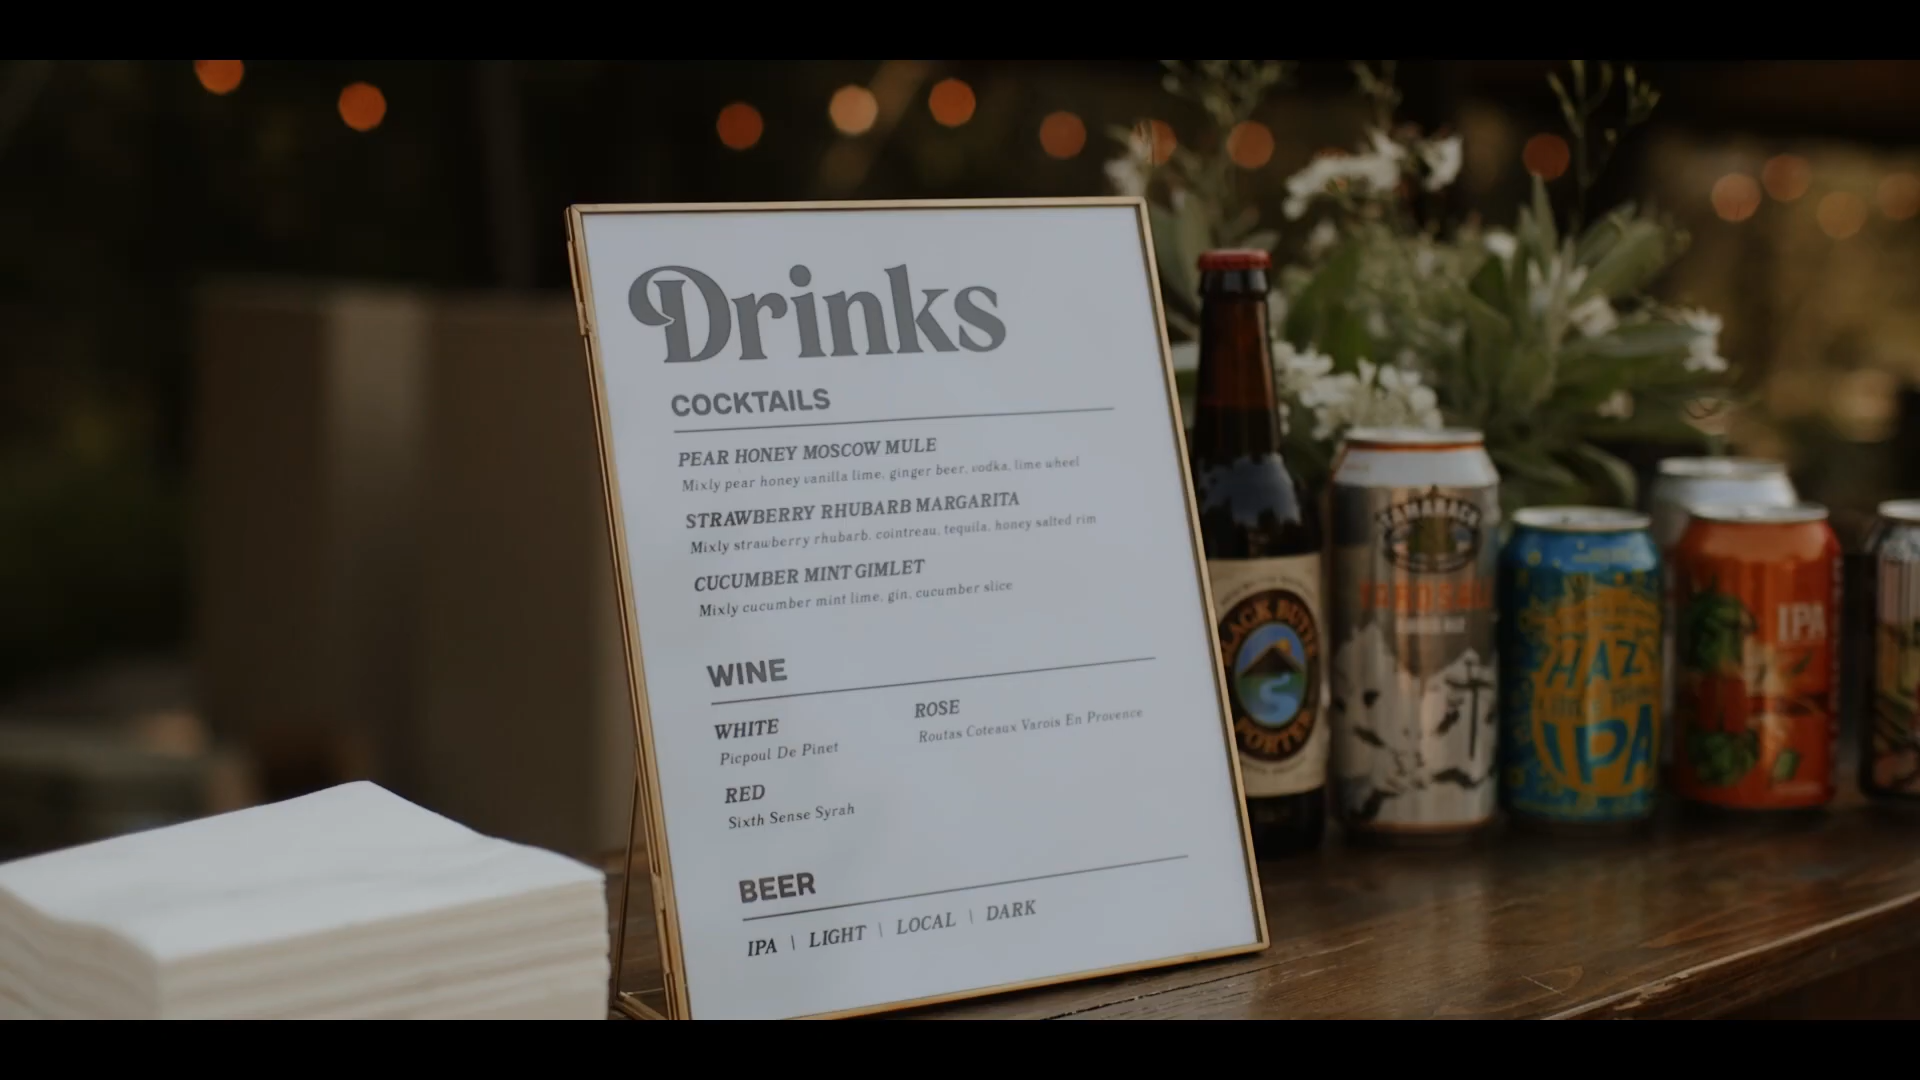 Drinks
COCKTAILS
PEAR HONEY MOSCOW MULE
Mixly pear honey vanilla lime, ginger beer, vodka, lime wheel
STRAWBERRY RHUBARB MARGARITA
Mixly strawberry rhubarb, cointreau, tequila, honey salted rim
CUCUMBER MINT GIMLET
Mixly cucumber mint lime, gin, cucumber slice
WINE
WHITE
Picpoul De Pinet
ROSE
Routas Coteaux Varois En Provence
RED
Sixth Sense Syrah
BEER
IPA | LIGHT | LOCAL | DARK
BLACK BUTTE
PORTER
TAMARACK
HAZY
IPA
IPA